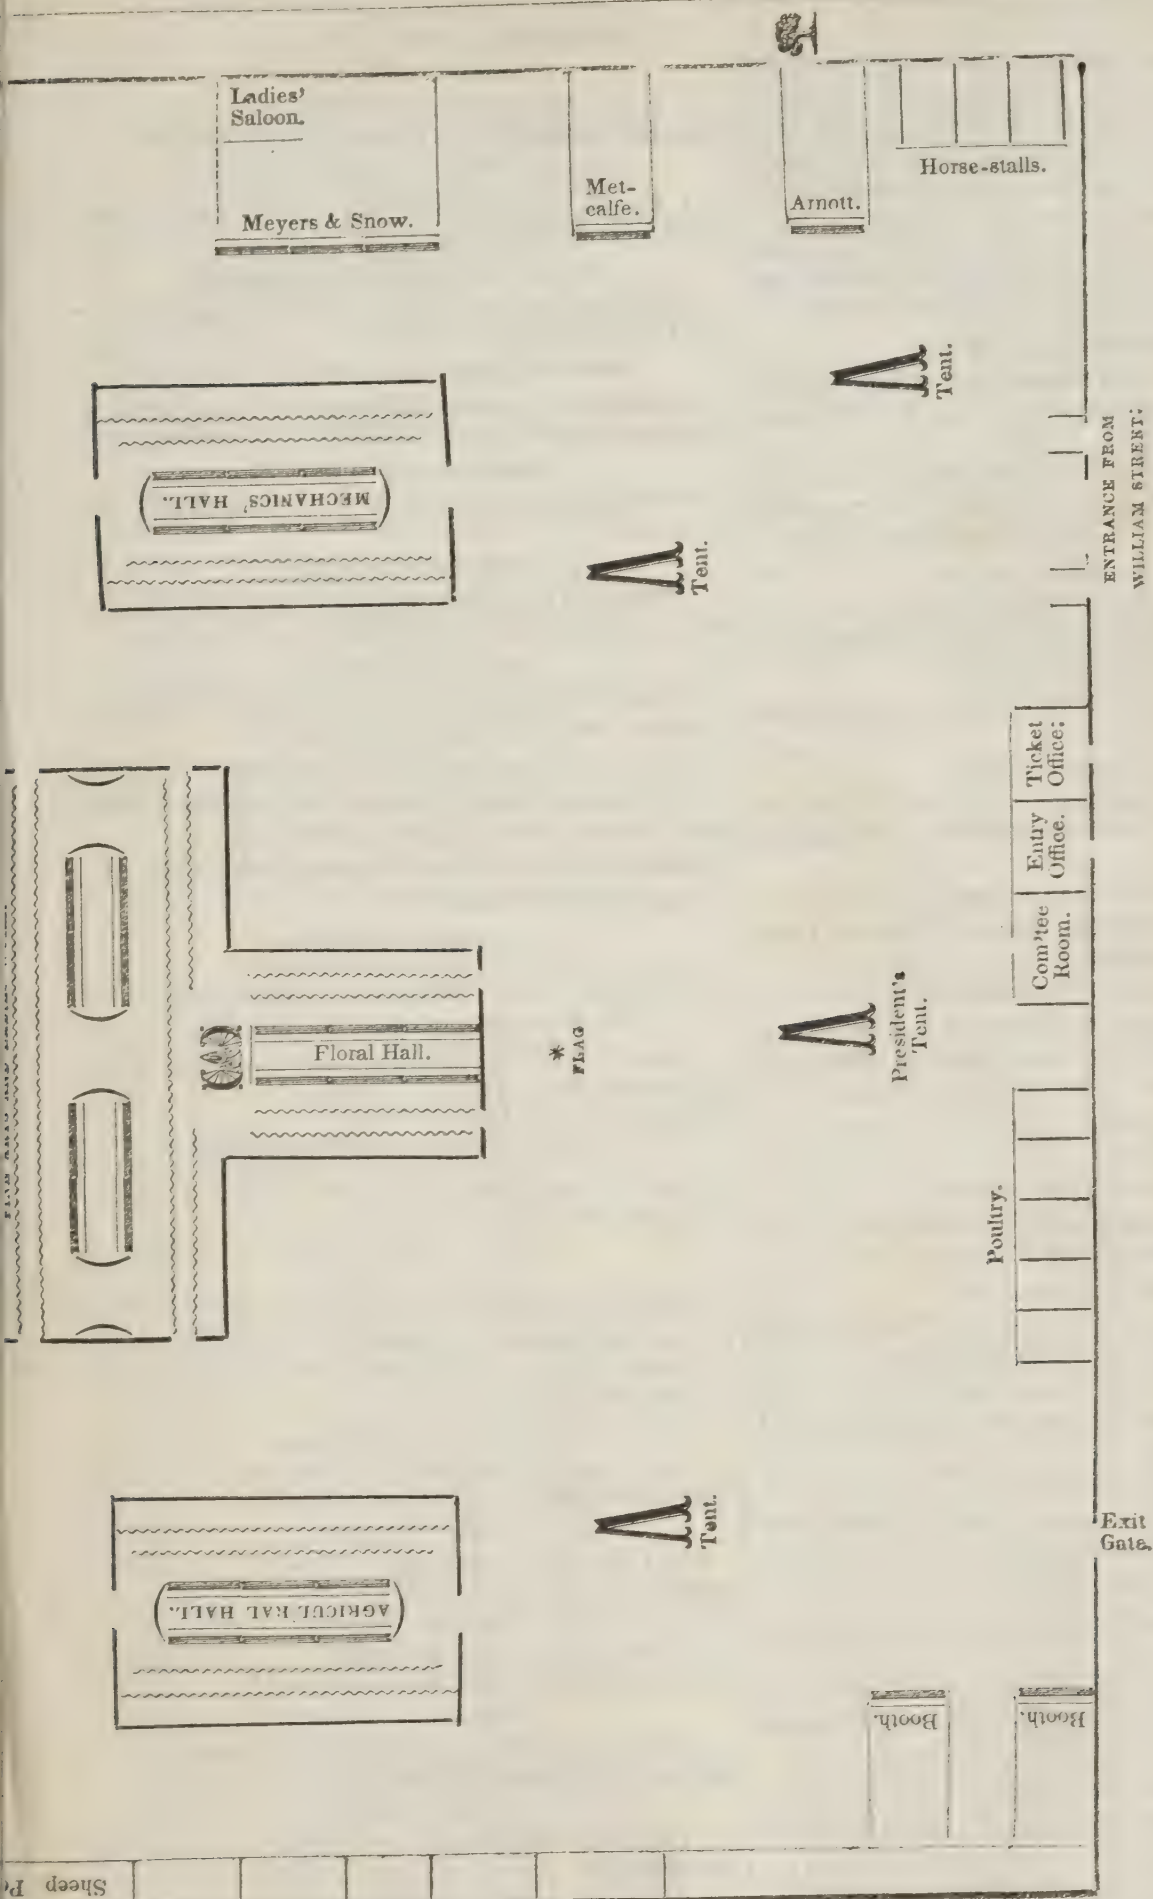 Ladies'
Saloon.
Meyers & Snow.
Met-
calfe.
Arnott.
Horse-stalls.
Tent.
ENTRANCE FROM
WILLIAM STREET:
MECHANICS' HALL.
Tent.
Ticket
Office:
Entry
Office.
Com'tee
Room.
Floral Hall.
*
FLAG
President's
Tent.
Poultry.
Tent.
Exit
Gate.
AGRICUL RAL HALL.
Booth.
Booth.
Sheep